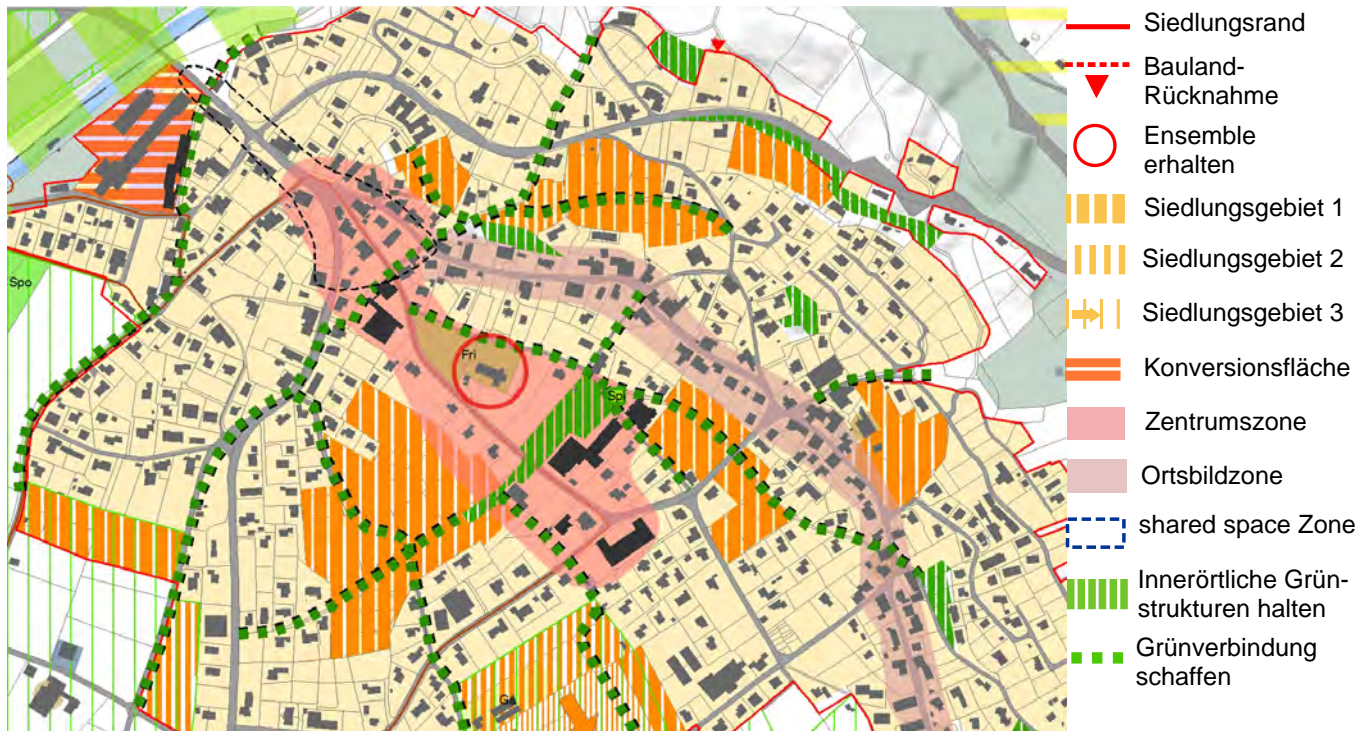 Spo
Fri
Spi
Ga
Siedlungsrand
Bauland-
Rücknahme
Ensemble
erhalten
Siedlungsgebiet 1
Siedlungsgebiet 2
Siedlungsgebiet 3
Konversionsfläche
Zentrumszone
Ortsbildzone
shared space Zone
Innerörtliche Grün-
strukturen halten
Grünverbindung
schaffen